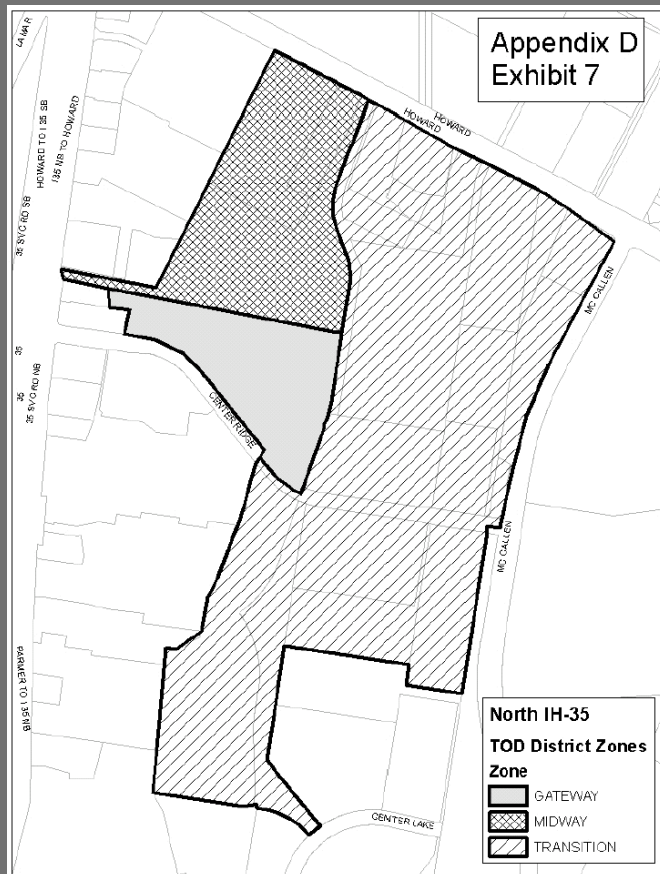 Appendix D
Exhibit 7
LAMAR
HOWARD TO I 35 SB
I35 NB TO HOWARD
35 SVC RD SB
35
35
35 SVC RD NB
PARMER TO I 35 NB
HOWARD
HOWARD
MC CALLEN
MC CALLEN
CENTER RIDGE
CENTER LAKE
North IH-35
TOD District Zones
Zone
GATEWAY
MIDWAY
TRANSITION